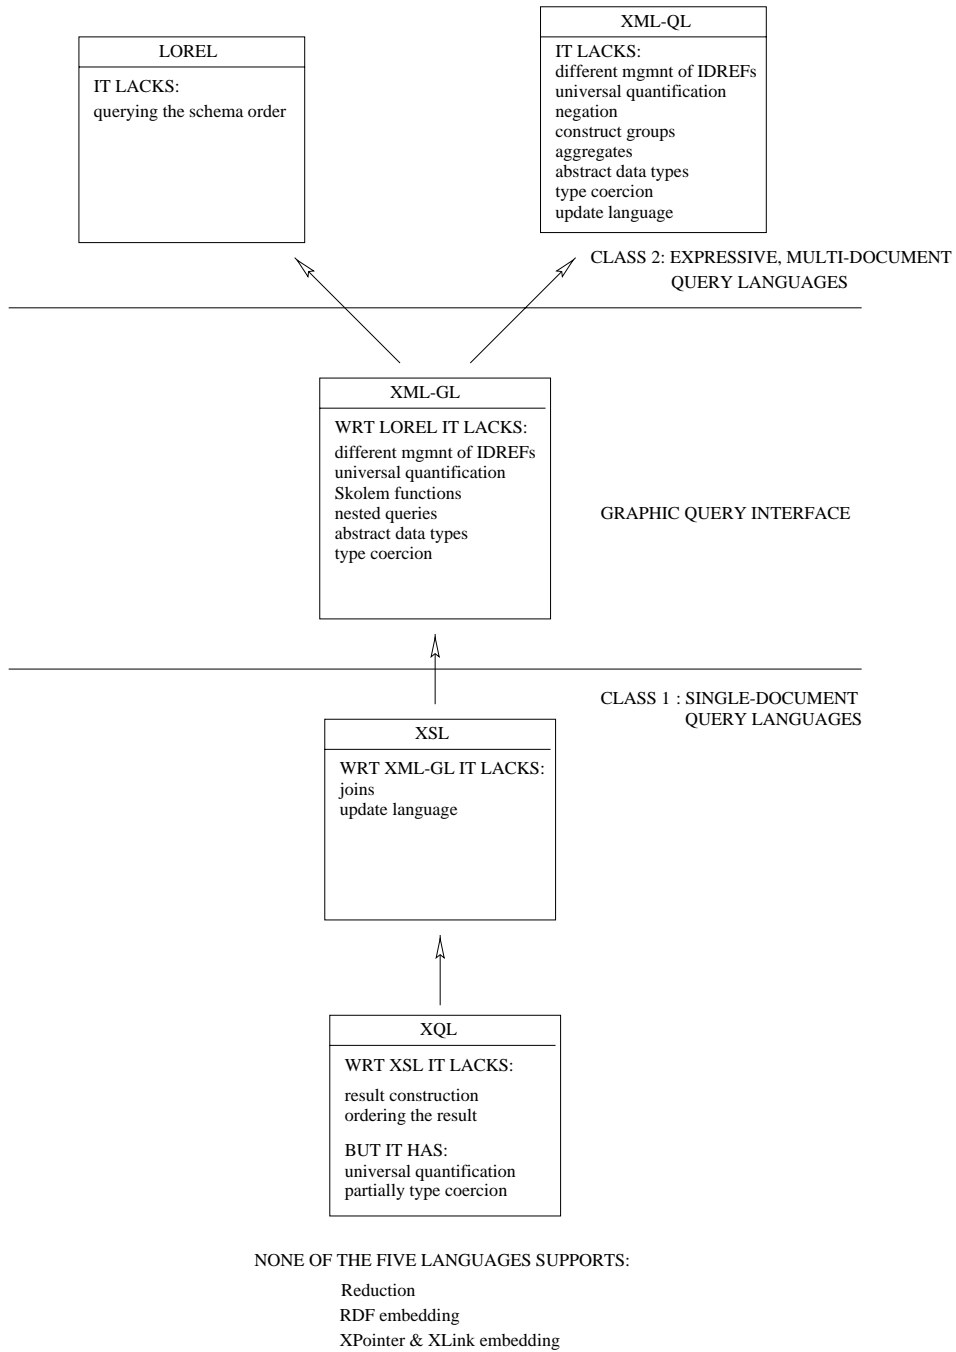 LOREL
IT LACKS:
querying the schema order
XML-QL
IT LACKS:
different mgmnt of IDREFs
universal quantification
negation
construct groups
aggregates
abstract data types
type coercion
update language
CLASS 2: EXPRESSIVE, MULTI-DOCUMENT
QUERY LANGUAGES
XML-GL
WRT LOREL IT LACKS:
different mgmnt of IDREFs
universal quantification
Skolem functions
nested queries
abstract data types
type coercion
GRAPHIC QUERY INTERFACE
CLASS 1 : SINGLE-DOCUMENT
QUERY LANGUAGES
XSL
WRT XML-GL IT LACKS:
joins
update language
XQL
WRT XSL IT LACKS:
result construction
ordering the result
BUT IT HAS:
universal quantification
partially type coercion
NONE OF THE FIVE LANGUAGES SUPPORTS:
Reduction
RDF embedding
XPointer & XLink embedding